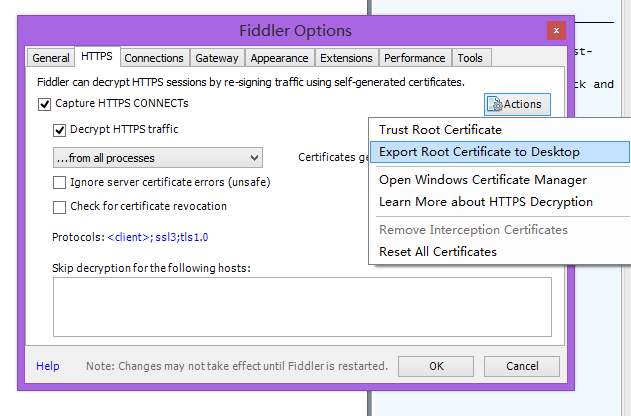 Fiddler Options
x
st-
General HTTPS Connections Gateway Appearance Extensions Performance Tools
Fiddler can decrypt HTTPS sessions by re-signing traffic using self-generated certificates.
ck and
Capture HTTPS CONNECTs
Actions
Decrypt HTTPS traffic
Trust Root Certificate
...from all processes
Certificates ge
Export Root Certificate to Desktop
Ignore server certificate errors (unsafe)
Open Windows Certificate Manager
Check for certificate revocation
Learn More about HTTPS Decryption
Protocols: <client>; ssl3;tls1.0
Remove Interception Certificates
Reset All Certificates
Skip decryption for the following hosts:
Help Note: Changes may not take effect until Fiddler is restarted. OK Cancel